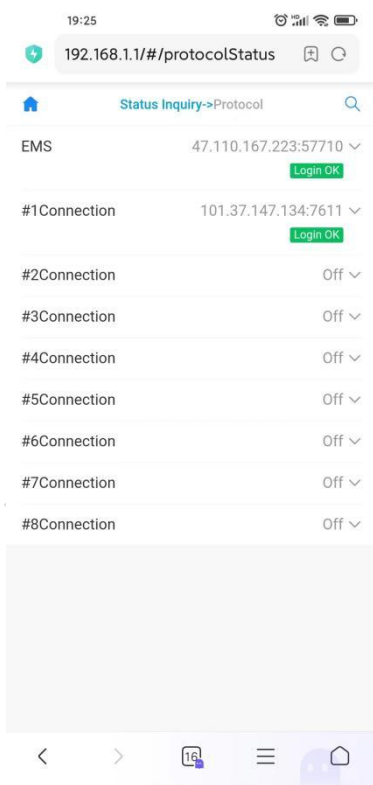 19:25
192.168.1.1/#/protocolStatus
Status Inquiry->Protocol
EMS 47.110.167.223:57710
Login OK
#1Connection 101.37.147.134:7611
Login OK
#2Connection Off
#3Connection Off
#4Connection Off
#5Connection Off
#6Connection Off
#7Connection Off
#8Connection Off
16